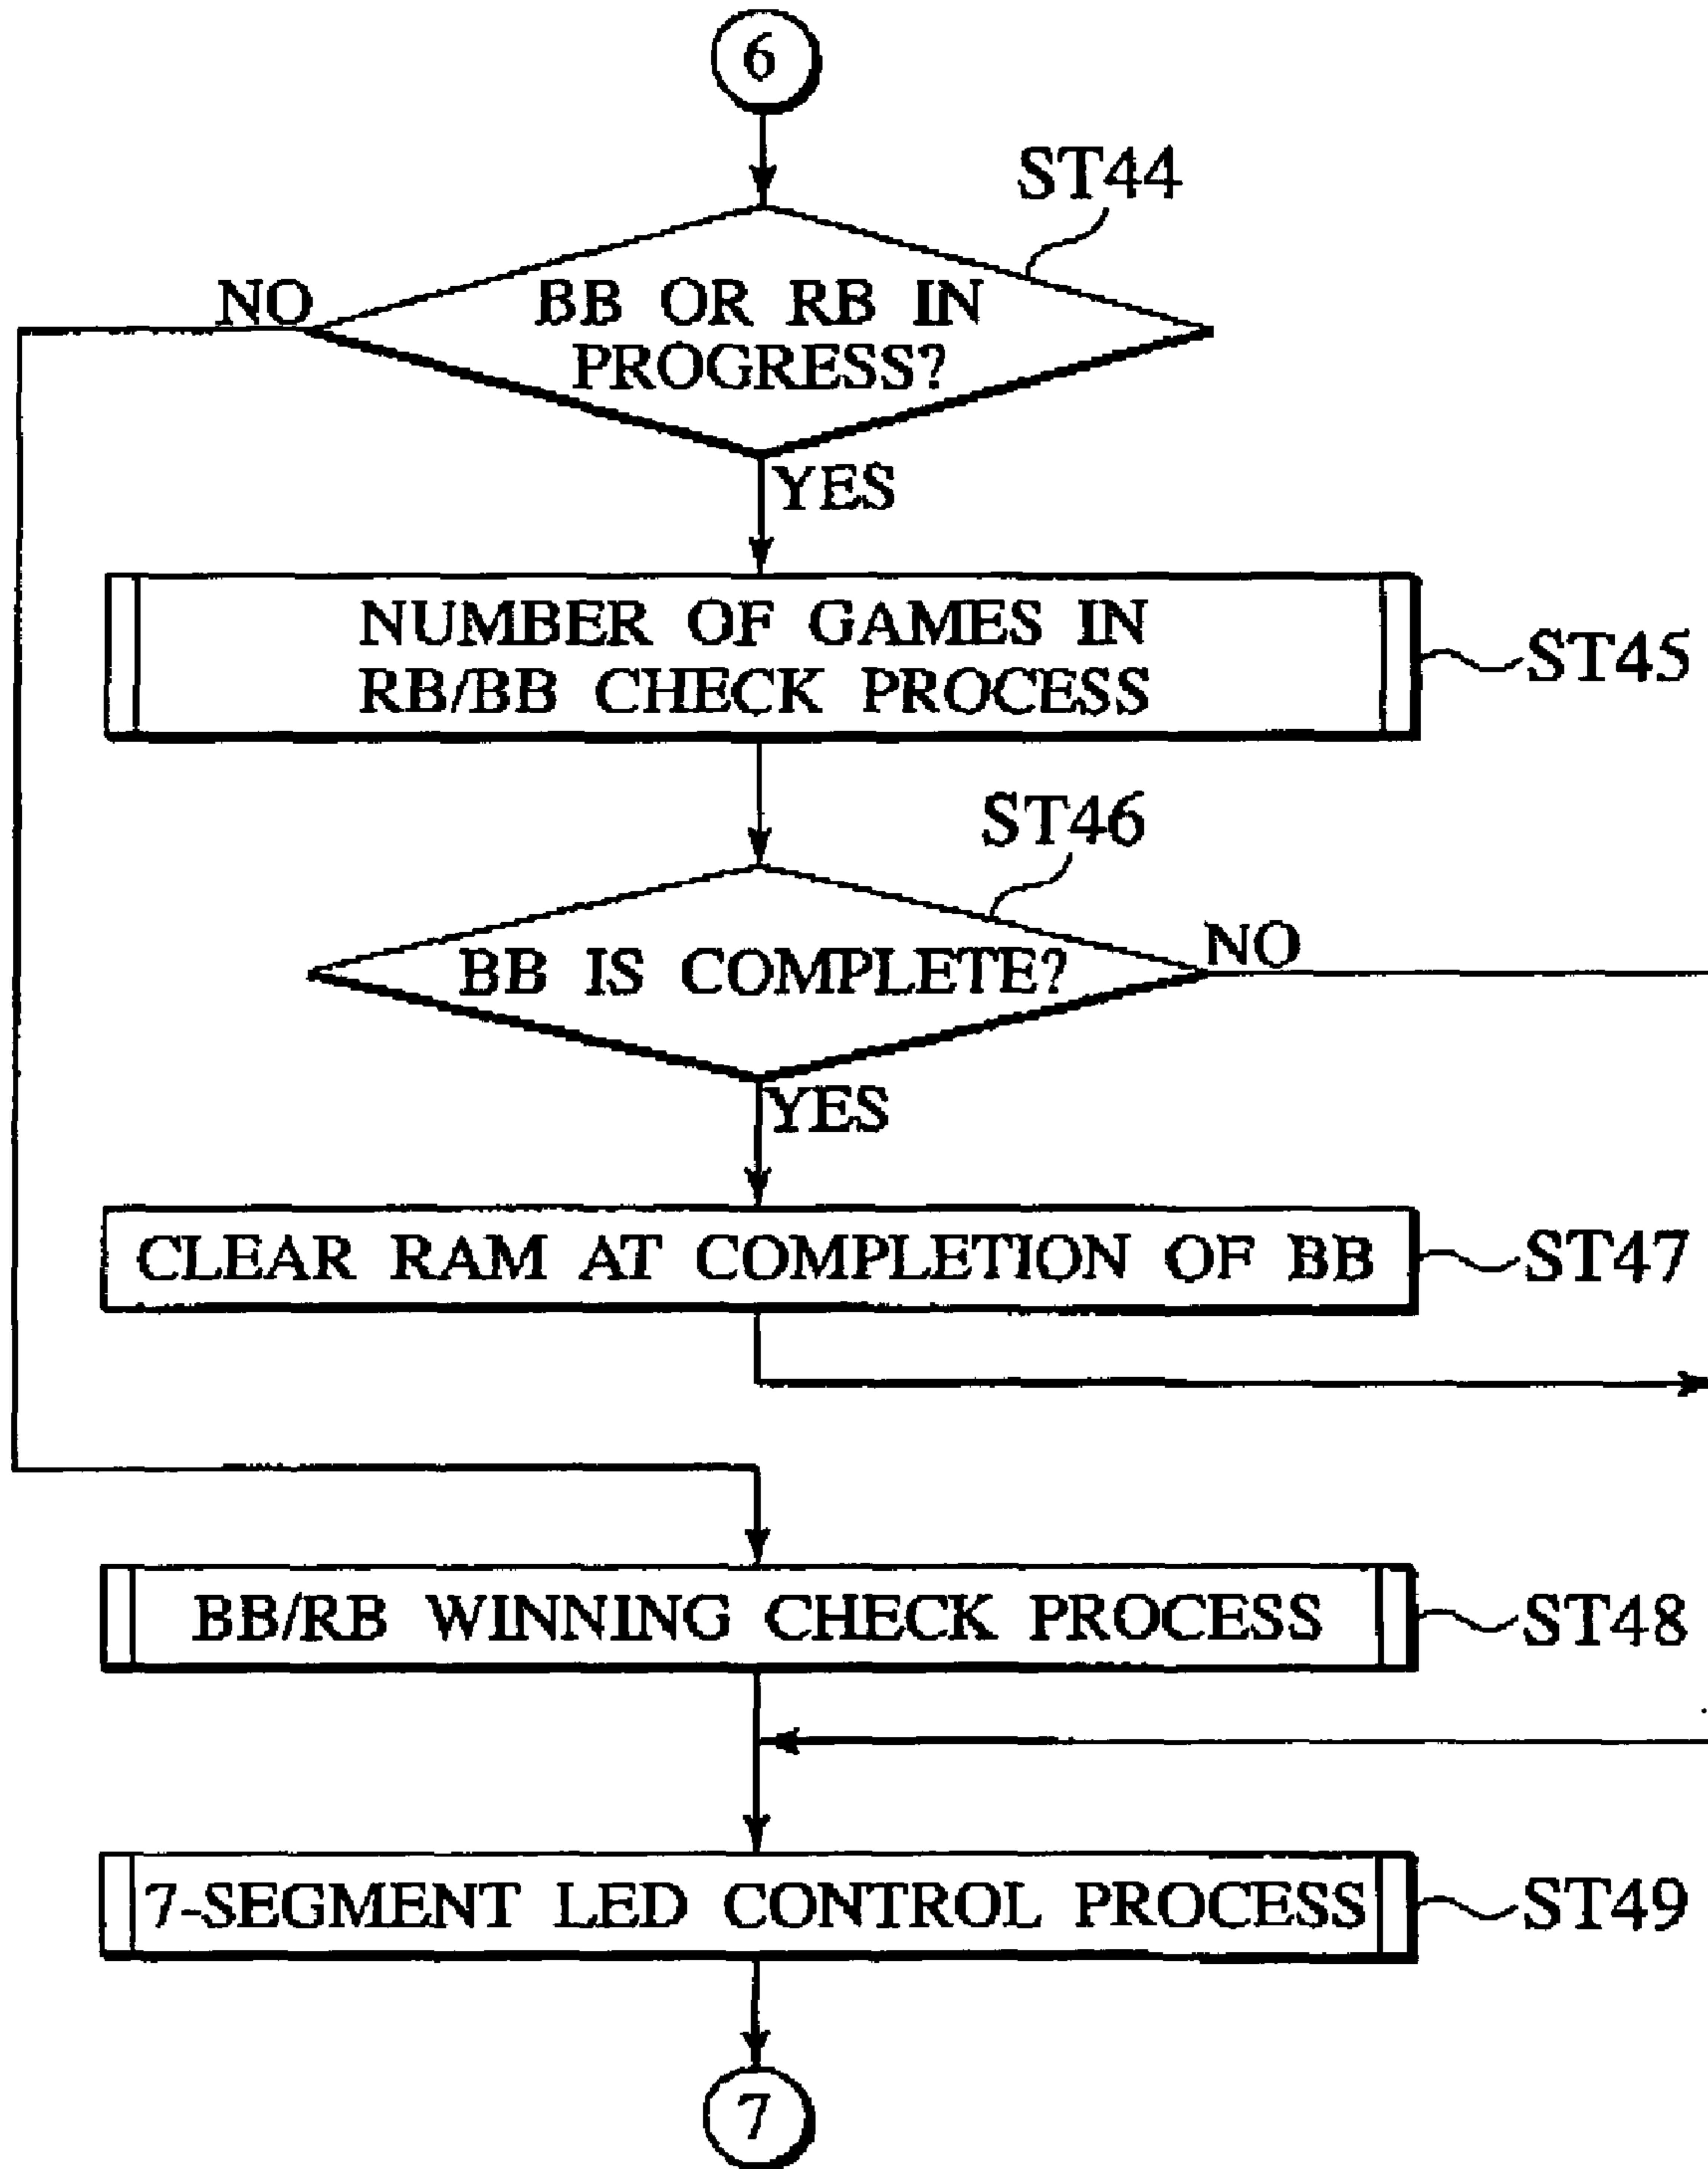 6
ST44
NO
BB OR RB IN
PROGRESS?
YES
NUMBER OF GAMES IN
RB/BB CHECK PROCESS
ST45
ST46
BB IS COMPLETE?
NO
YES
CLEAR RAM AT COMPLETION OF BB
ST47
BB/RB WINNING CHECK PROCESS
ST48
7-SEGMENT LED CONTROL PROCESS
ST49
7